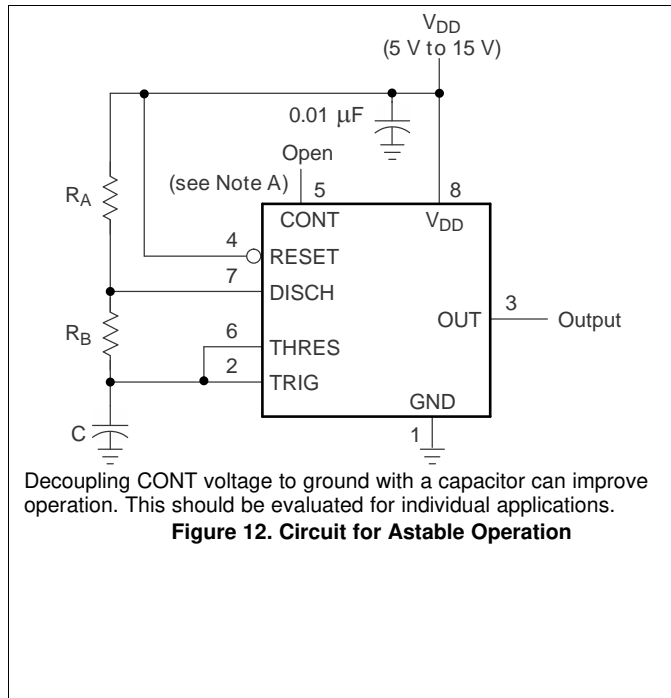 V_DD
(5 V to 15 V)
0.01 μF
Open
(see Note A)
5
8
R_A
CONT
V_DD
4
RESET
7
DISCH
R_B
OUT
3
Output
6
THRES
2
TRIG
GND
C
1
Decoupling CONT voltage to ground with a capacitor can improve
operation. This should be evaluated for individual applications.
Figure 12. Circuit for Astable Operation